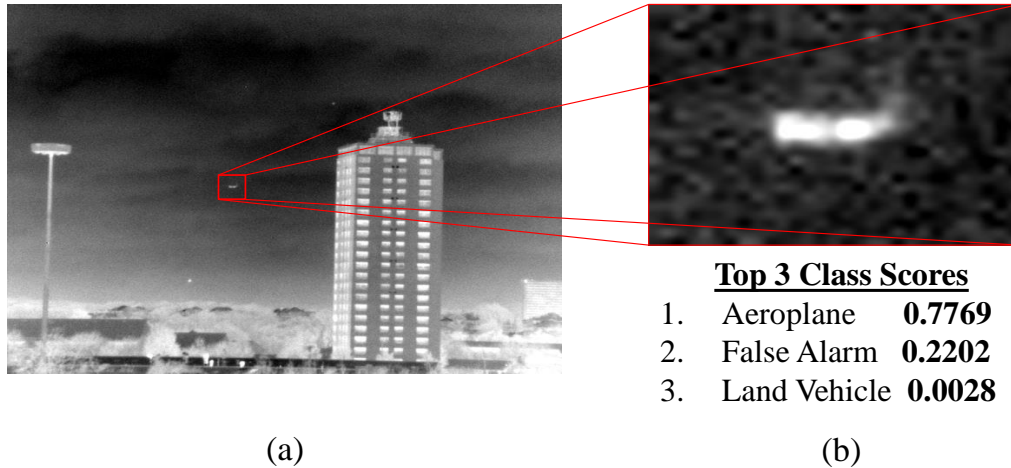 Top 3 Class Scores
1. Aeroplane 0.7769
2. False Alarm 0.2202
3. Land Vehicle 0.0028
(a)
(b)